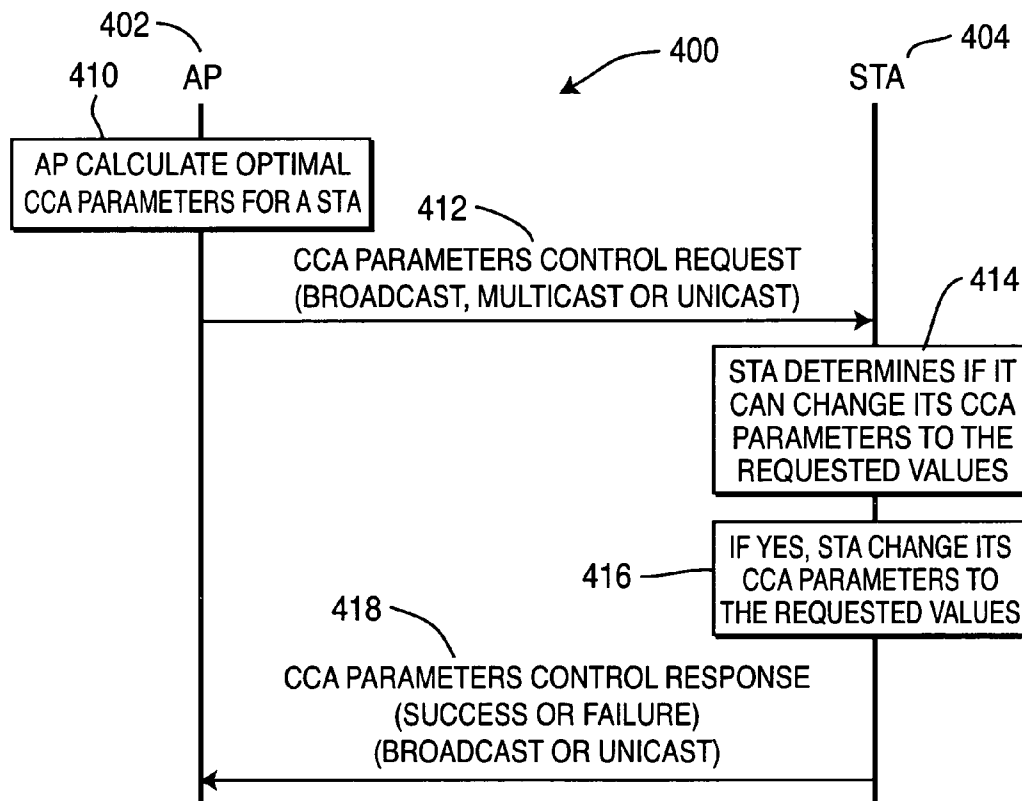 402
AP
400
STA
404
410
AP CALCULATE OPTIMAL
CCA PARAMETERS FOR A STA
412
CCA PARAMETERS CONTROL REQUEST
(BROADCAST, MULTICAST OR UNICAST)
414
STA DETERMINES IF IT
CAN CHANGE ITS CCA
PARAMETERS TO THE
REQUESTED VALUES
416
IF YES, STA CHANGE ITS
CCA PARAMETERS TO
THE REQUESTED VALUES
418
CCA PARAMETERS CONTROL RESPONSE
(SUCCESS OR FAILURE)
(BROADCAST OR UNICAST)